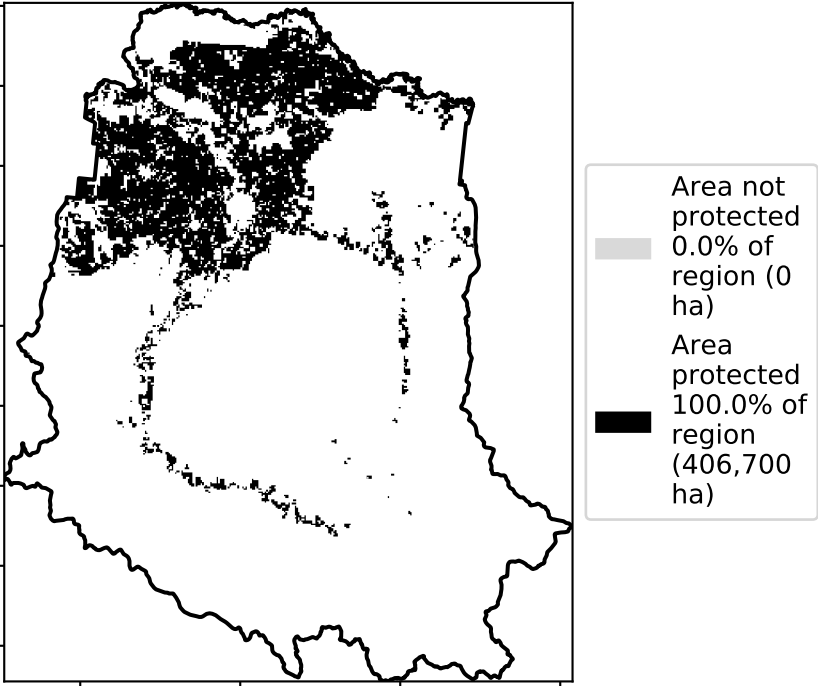 Area not
protected
0.0% of
region (0
ha)
Area
protected
100.0% of
region
(406,700
ha)